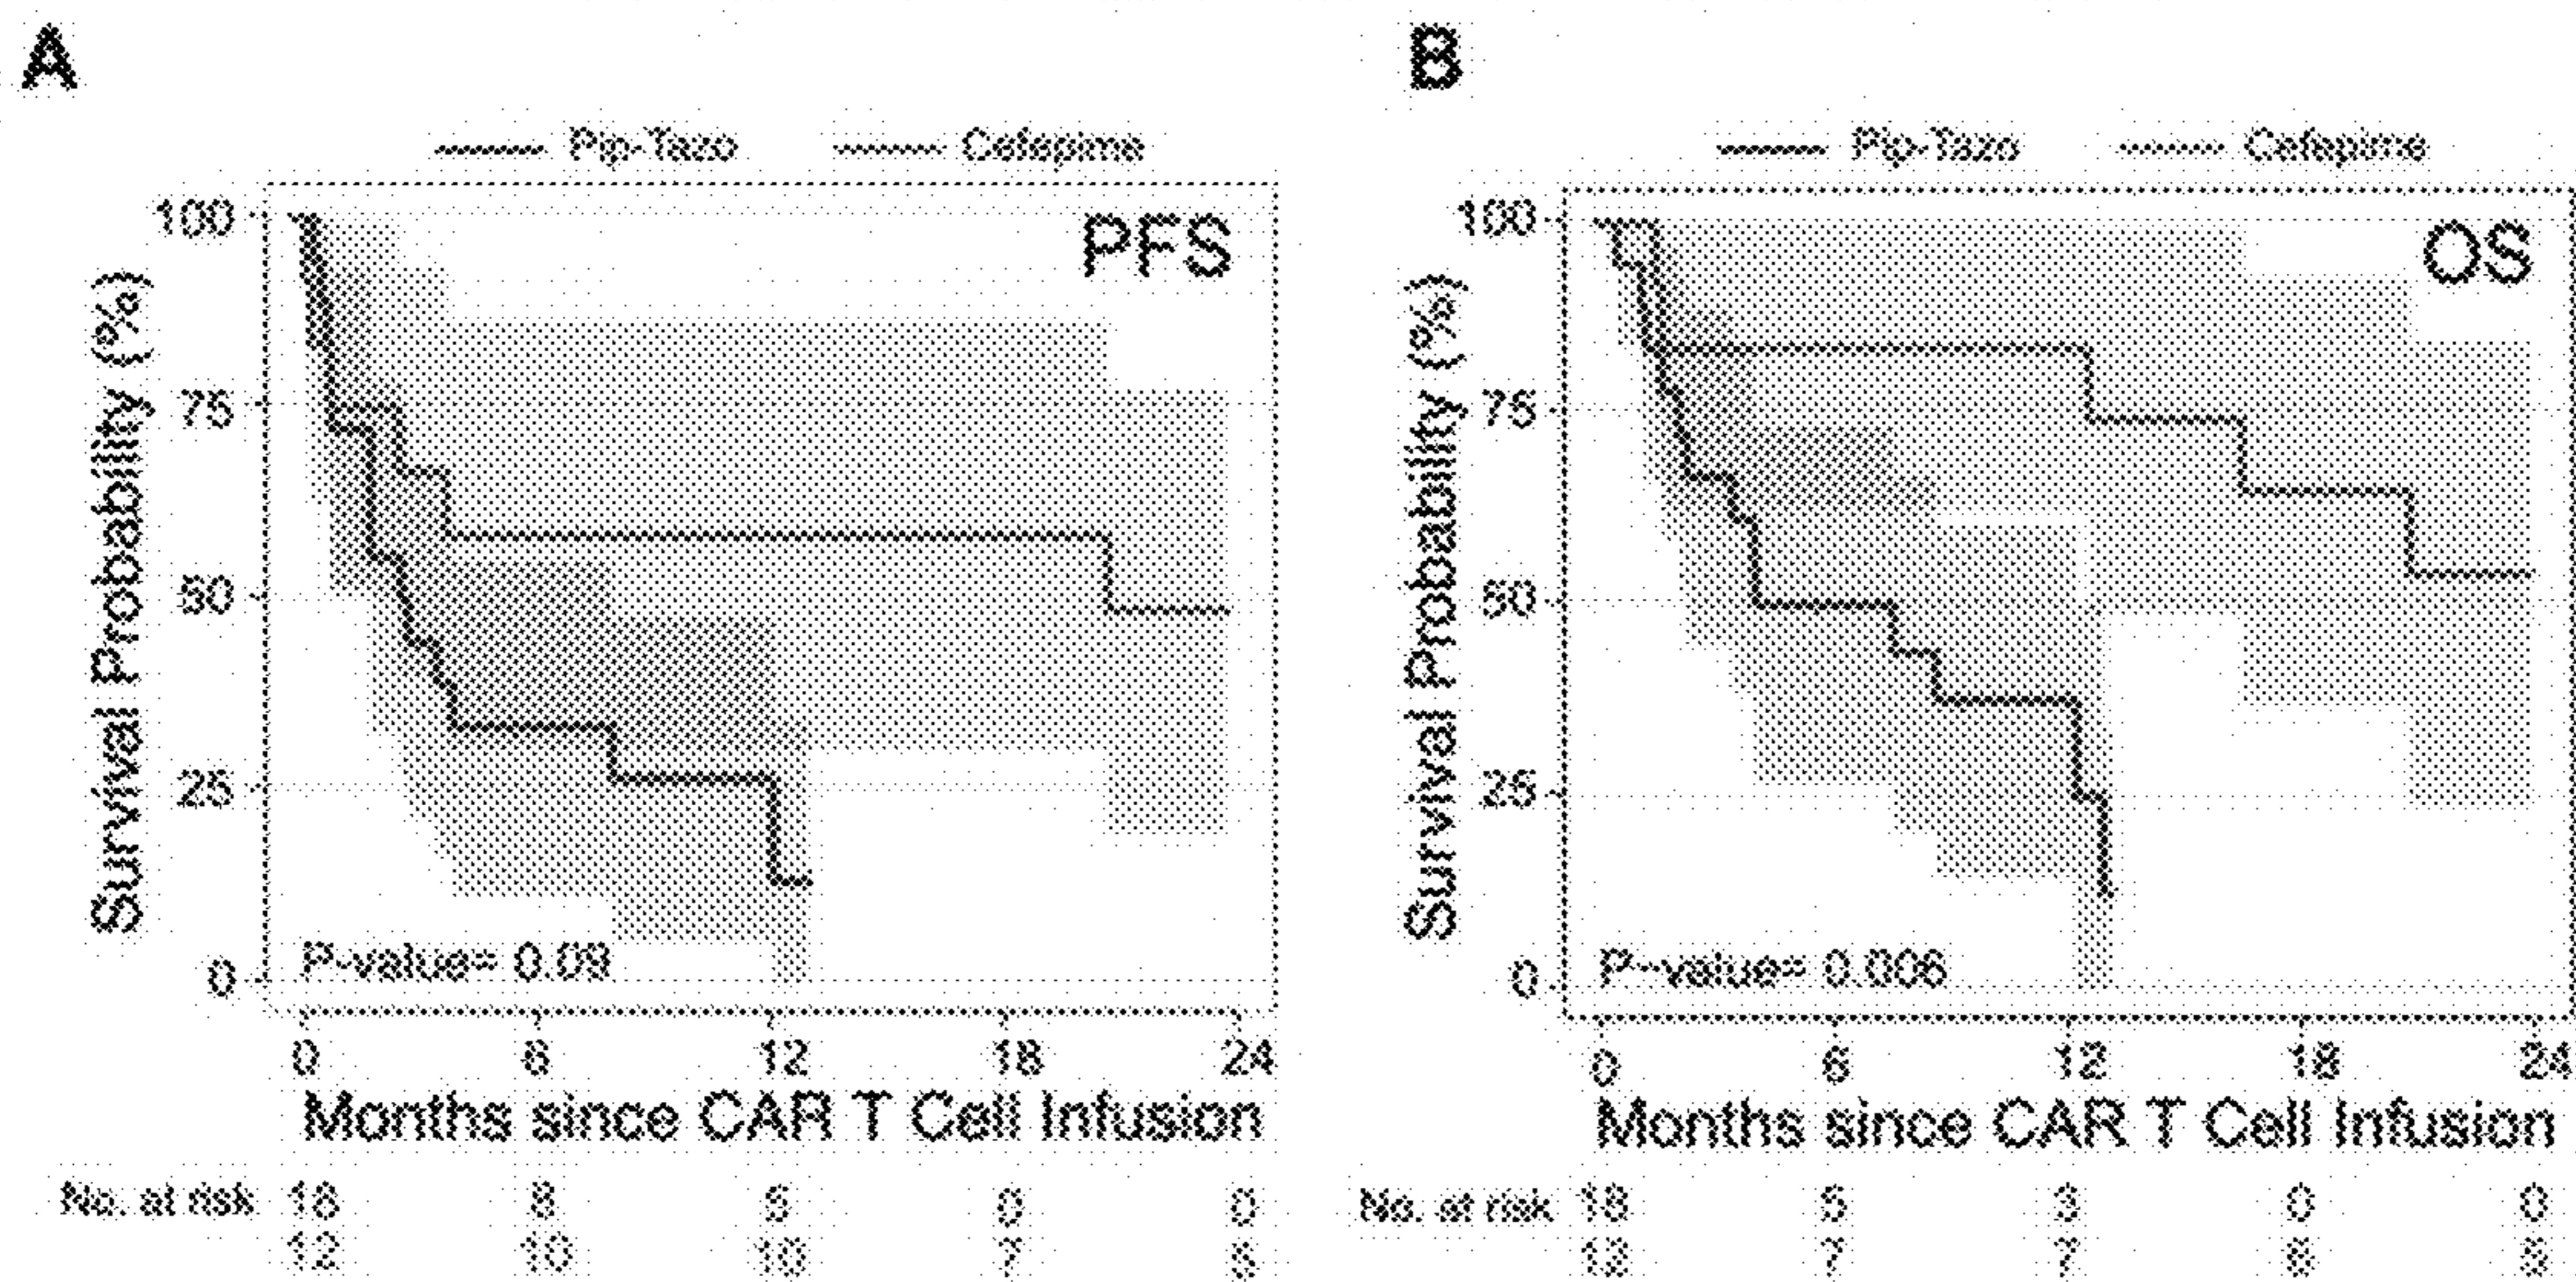 A
Pip-Tazo Cefepime
PFS
Survival Probability (%)
100
75
50
25
0
P-value= 0.09
0 6 12 18 24
Months since CAR T Cell Infusion
No. at risk 18 8 6 0 0
12 10 10 7
B
Pip-Tazo Cefepime
OS
Survival Probability (%)
100
75
50
25
0
P-value= 0.006
0 6 12 18 24
Months since CAR T Cell Infusion
No. at risk 18 5 3 0 0
12 7 7